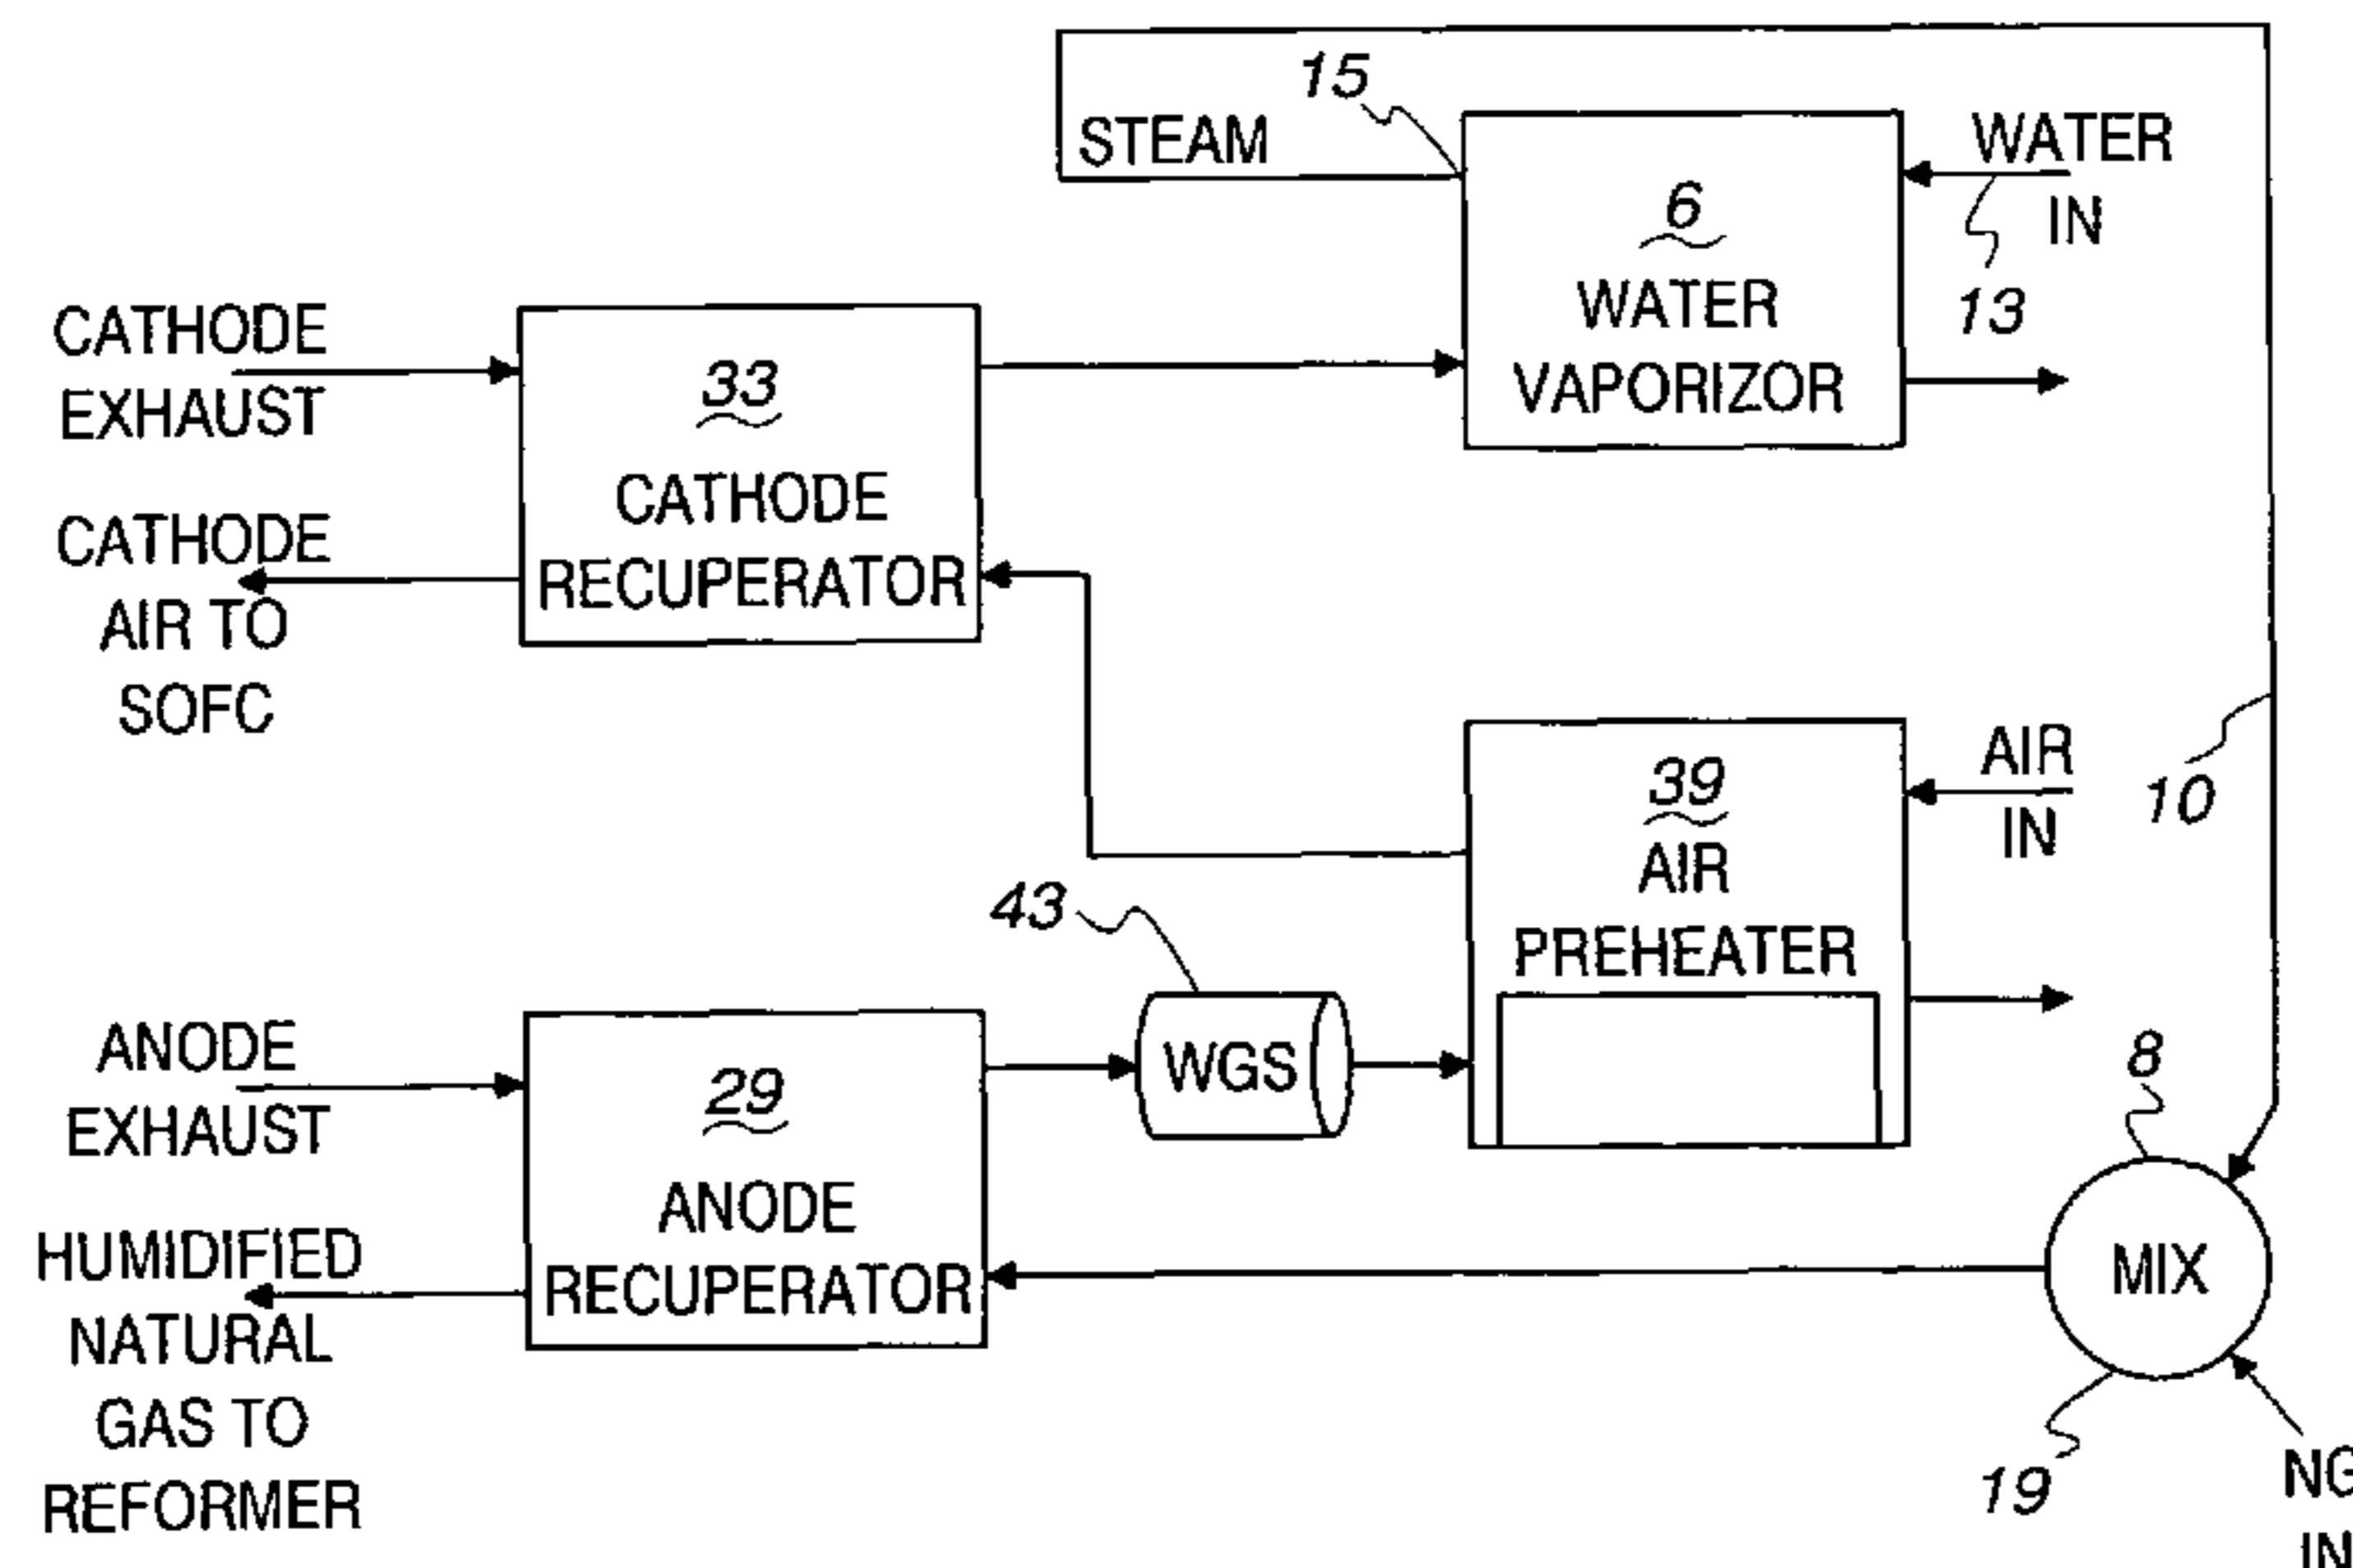 15
STEAM
WATER
IN
13
6
WATER
VAPORIZOR
CATHODE
EXHAUST
33
CATHODE
RECUPERATOR
CATHODE
AIR TO
SOFC
10
39
AIR
PREHEATER
AIR
IN
43
WGS
ANODE
EXHAUST
29
ANODE
RECUPERATOR
HUMIDIFIED
NATURAL
GAS TO
REFORMER
8
MIX
19
NG
IN